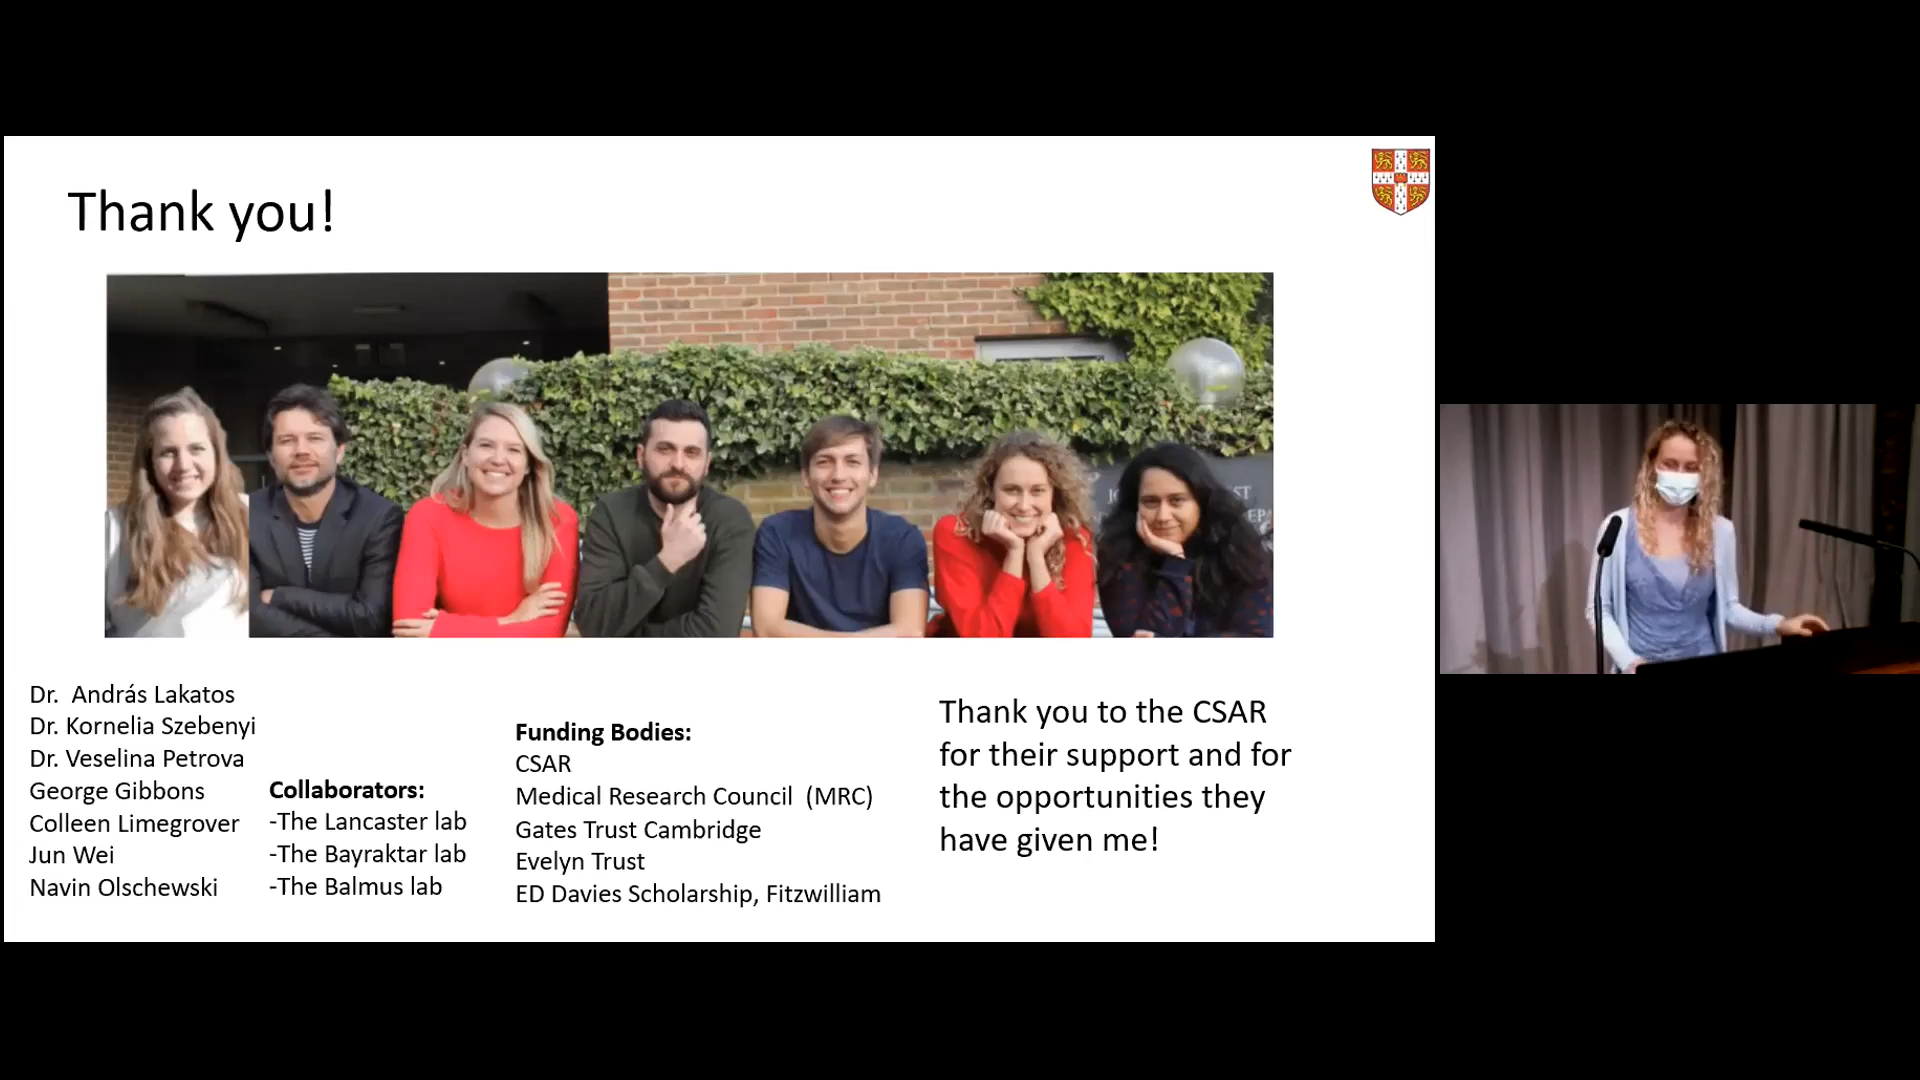 Thank you!
Dr. András Lakatos
Dr. Kornelia Szebenyi
Dr. Veselina Petrova
George Gibbons
Colleen Limegrover
Jun Wei
Navin Olschewski
Collaborators:
-The Lancaster lab
-The Bayraktar lab
-The Balmus lab
Funding Bodies:
CSAR
Medical Research Council (MRC)
Gates Trust Cambridge
Evelyn Trust
ED Davies Scholarship, Fitzwilliam
Thank you to the CSAR
for their support and for
the opportunities they
have given me!